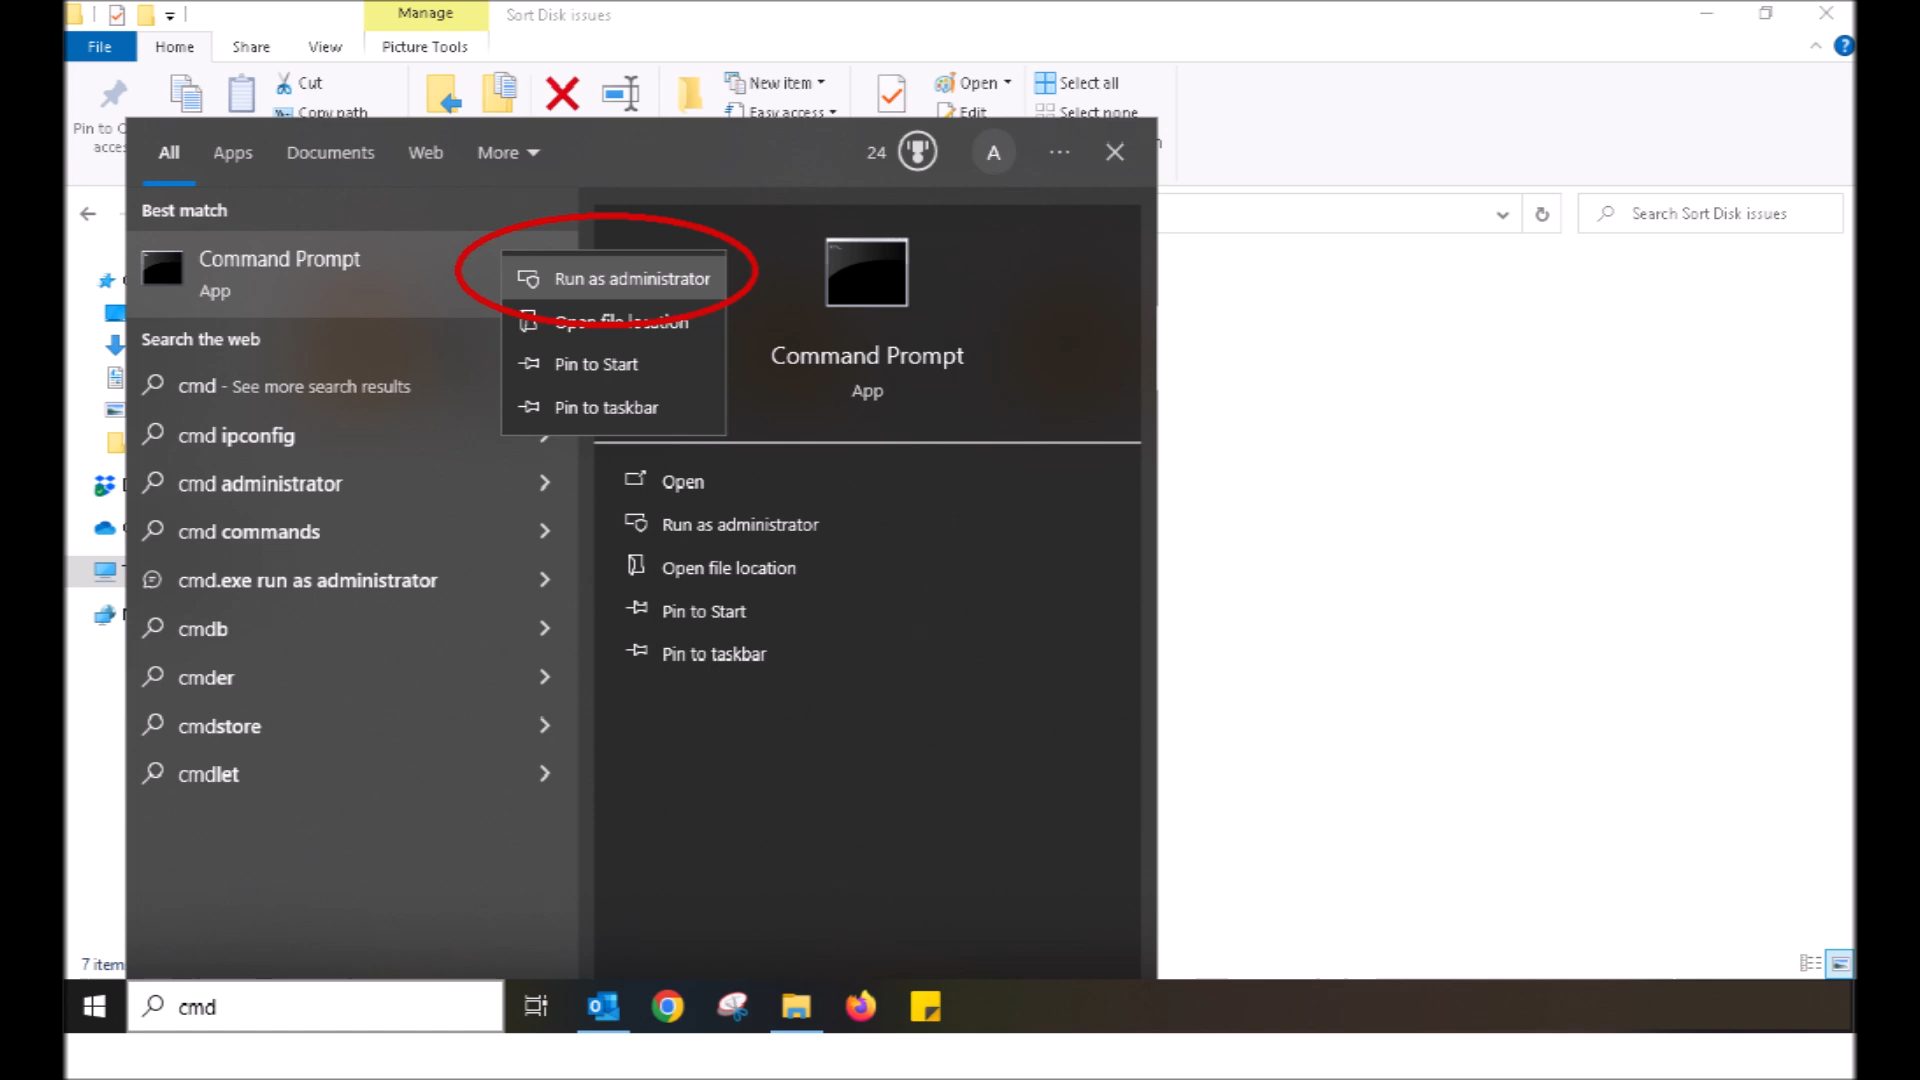 Manage
Sort Disk issues
File
Home
Share
View
Picture Tools
Cut
Copy path
New item
Easy access
Open
Edit
Select all
Select none
Pin to
acces
All
Apps
Documents
Web
More
24
A
Best match
Command Prompt
App
Run as administrator
Open file location
Pin to Start
Pin to taskbar
Search the web
cmd - See more search results
cmd ipconfig
cmd administrator
cmd commands
cmd.exe run as administrator
cmdb
cmder
cmdstore
cmdlet
Command Prompt
App
Open
Run as administrator
Open file location
Pin to Start
Pin to taskbar
Search Sort Disk issues
7 item
cmd